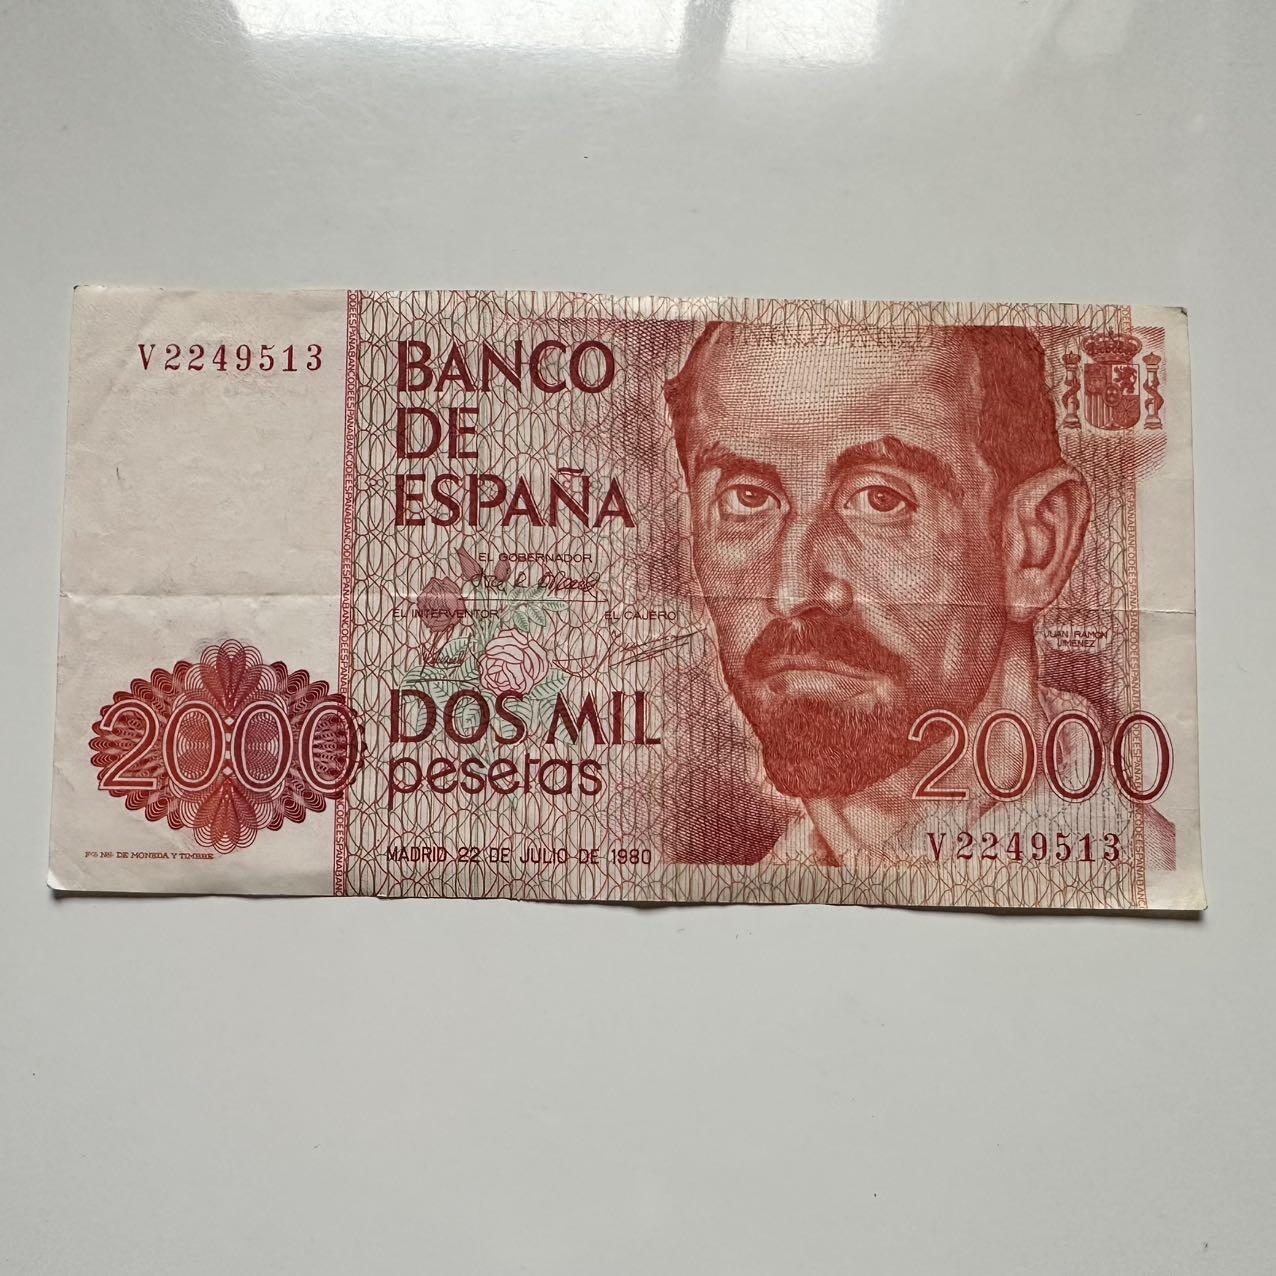 V2249513
BANCO
DE
ESPAÑA
EL GOBERNADOR
EL INTERVENTOR
EL CAJERO
JUAN RAMON
JIMENEZ
2000
DOS MIL
pesetas
2000
MADRID 22 DE JULIO DE 1980
V2249513
FCA NAL DE MONEDA Y TIMBRE